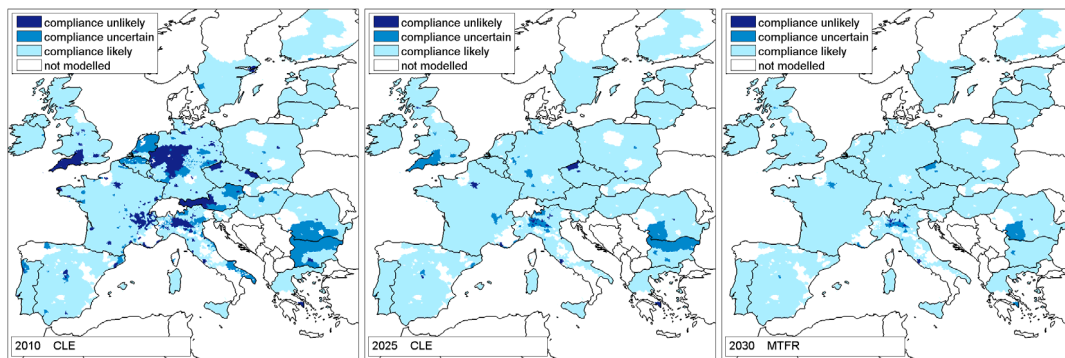 compliance unlikely
compliance uncertain
compliance likely
not modelled
2010 CLE
compliance unlikely
compliance uncertain
compliance likely
not modelled
2025 CLE
compliance unlikely
compliance uncertain
compliance likely
not modelled
2030 MTFR